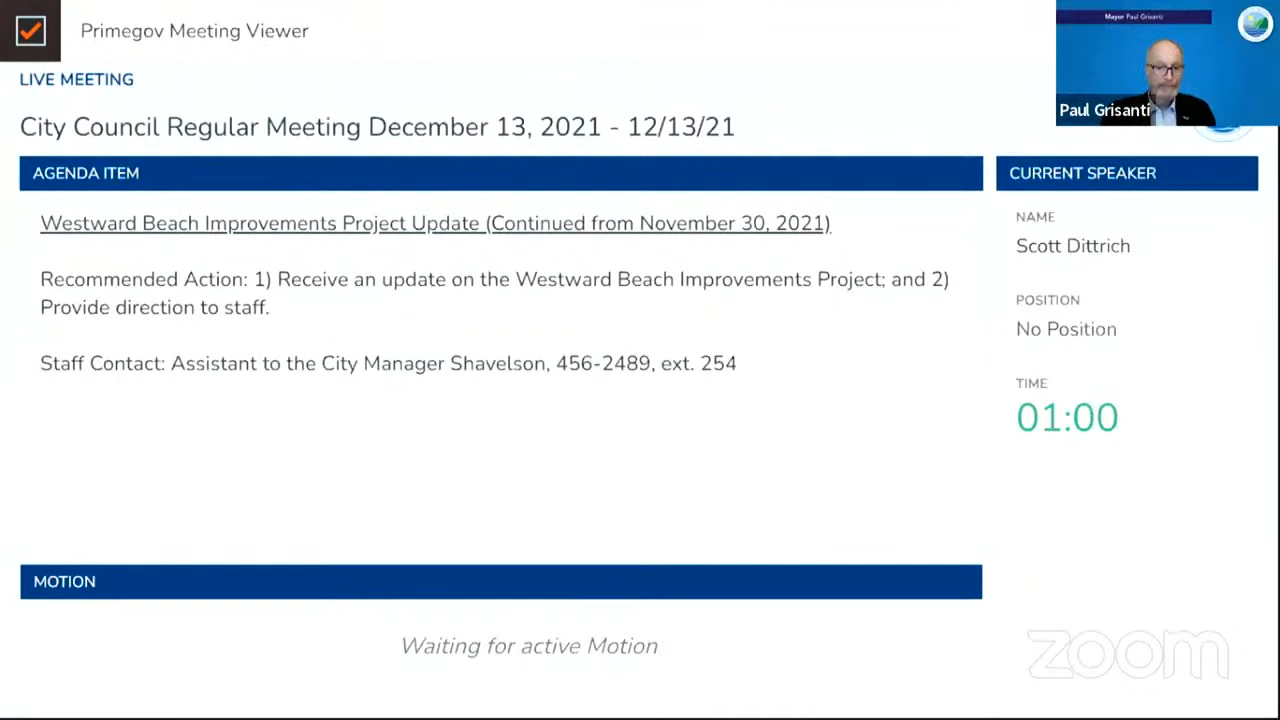 Primegov Meeting Viewer
Mayor Paul Grisanti
Paul Grisanti
LIVE MEETING
City Council Regular Meeting December 13, 2021 - 12/13/21
AGENDA ITEM
Westward Beach Improvements Project Update (Continued from November 30, 2021)
Recommended Action: 1) Receive an update on the Westward Beach Improvements Project; and 2)
Provide direction to staff.
Staff Contact: Assistant to the City Manager Shavelson, 456-2489, ext. 254
CURRENT SPEAKER
NAME
Scott Dittrich
POSITION
No Position
TIME
01:00
MOTION
Waiting for active Motion
zoom